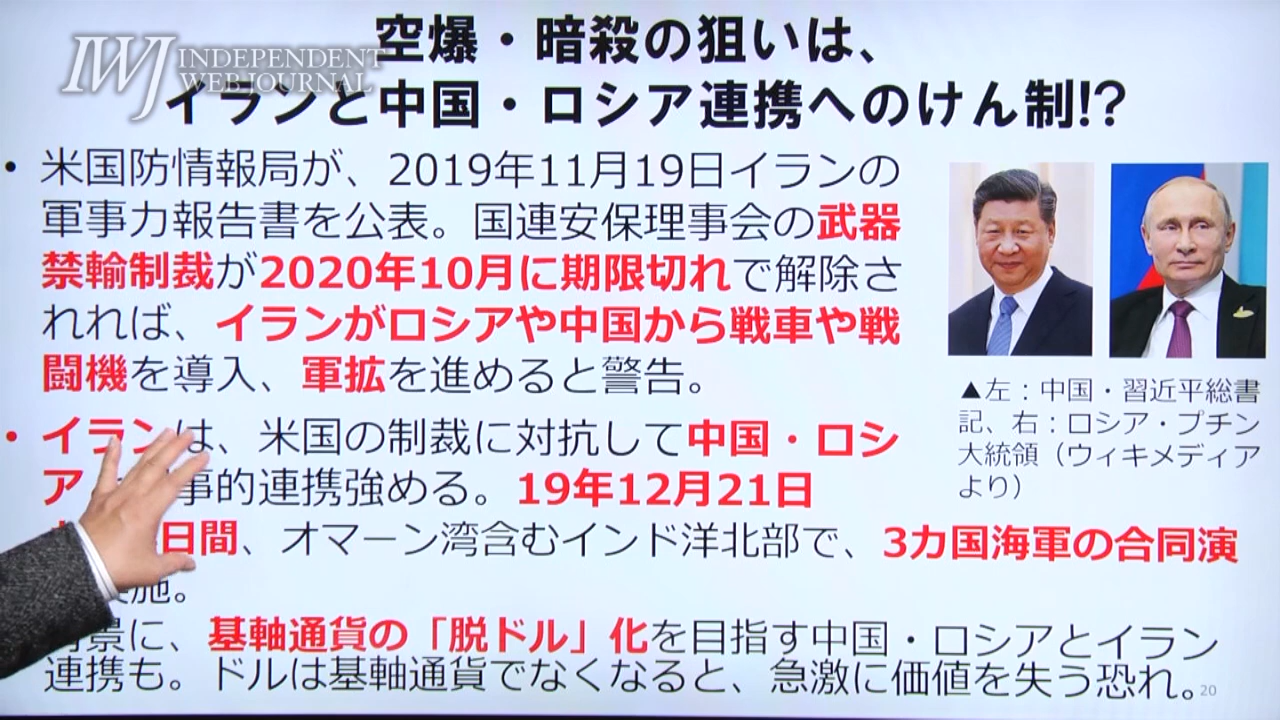 IWJ INDEPENDENT
WEB JOURNAL
空爆・暗殺の狙いは、
イランと中国・ロシア連携へのけん制!?
• 米国防情報局が、2019年11月19日イランの
軍事力報告書を公表。国連安保理事会の武器
禁輸制裁が2020年10月に期限切れで解除さ
れれば、イランがロシアや中国から戦車や戦
闘機を導入、軍拡を進めると警告。
• イランは、米国の制裁に対抗して中国・ロシ
ア 事的連携強める。19年12月21日
日間、オマーン湾含むインド洋北部で、3カ国海軍の合同演
施。
景に、基軸通貨の「脱ドル」化を目指す中国・ロシアとイラン
連携も。ドルは基軸通貨でなくなると、急激に価値を失う恐れ。
▲左：中国・習近平総書
記、右：ロシア・プチン
大統領（ウィキメディア
より）
20